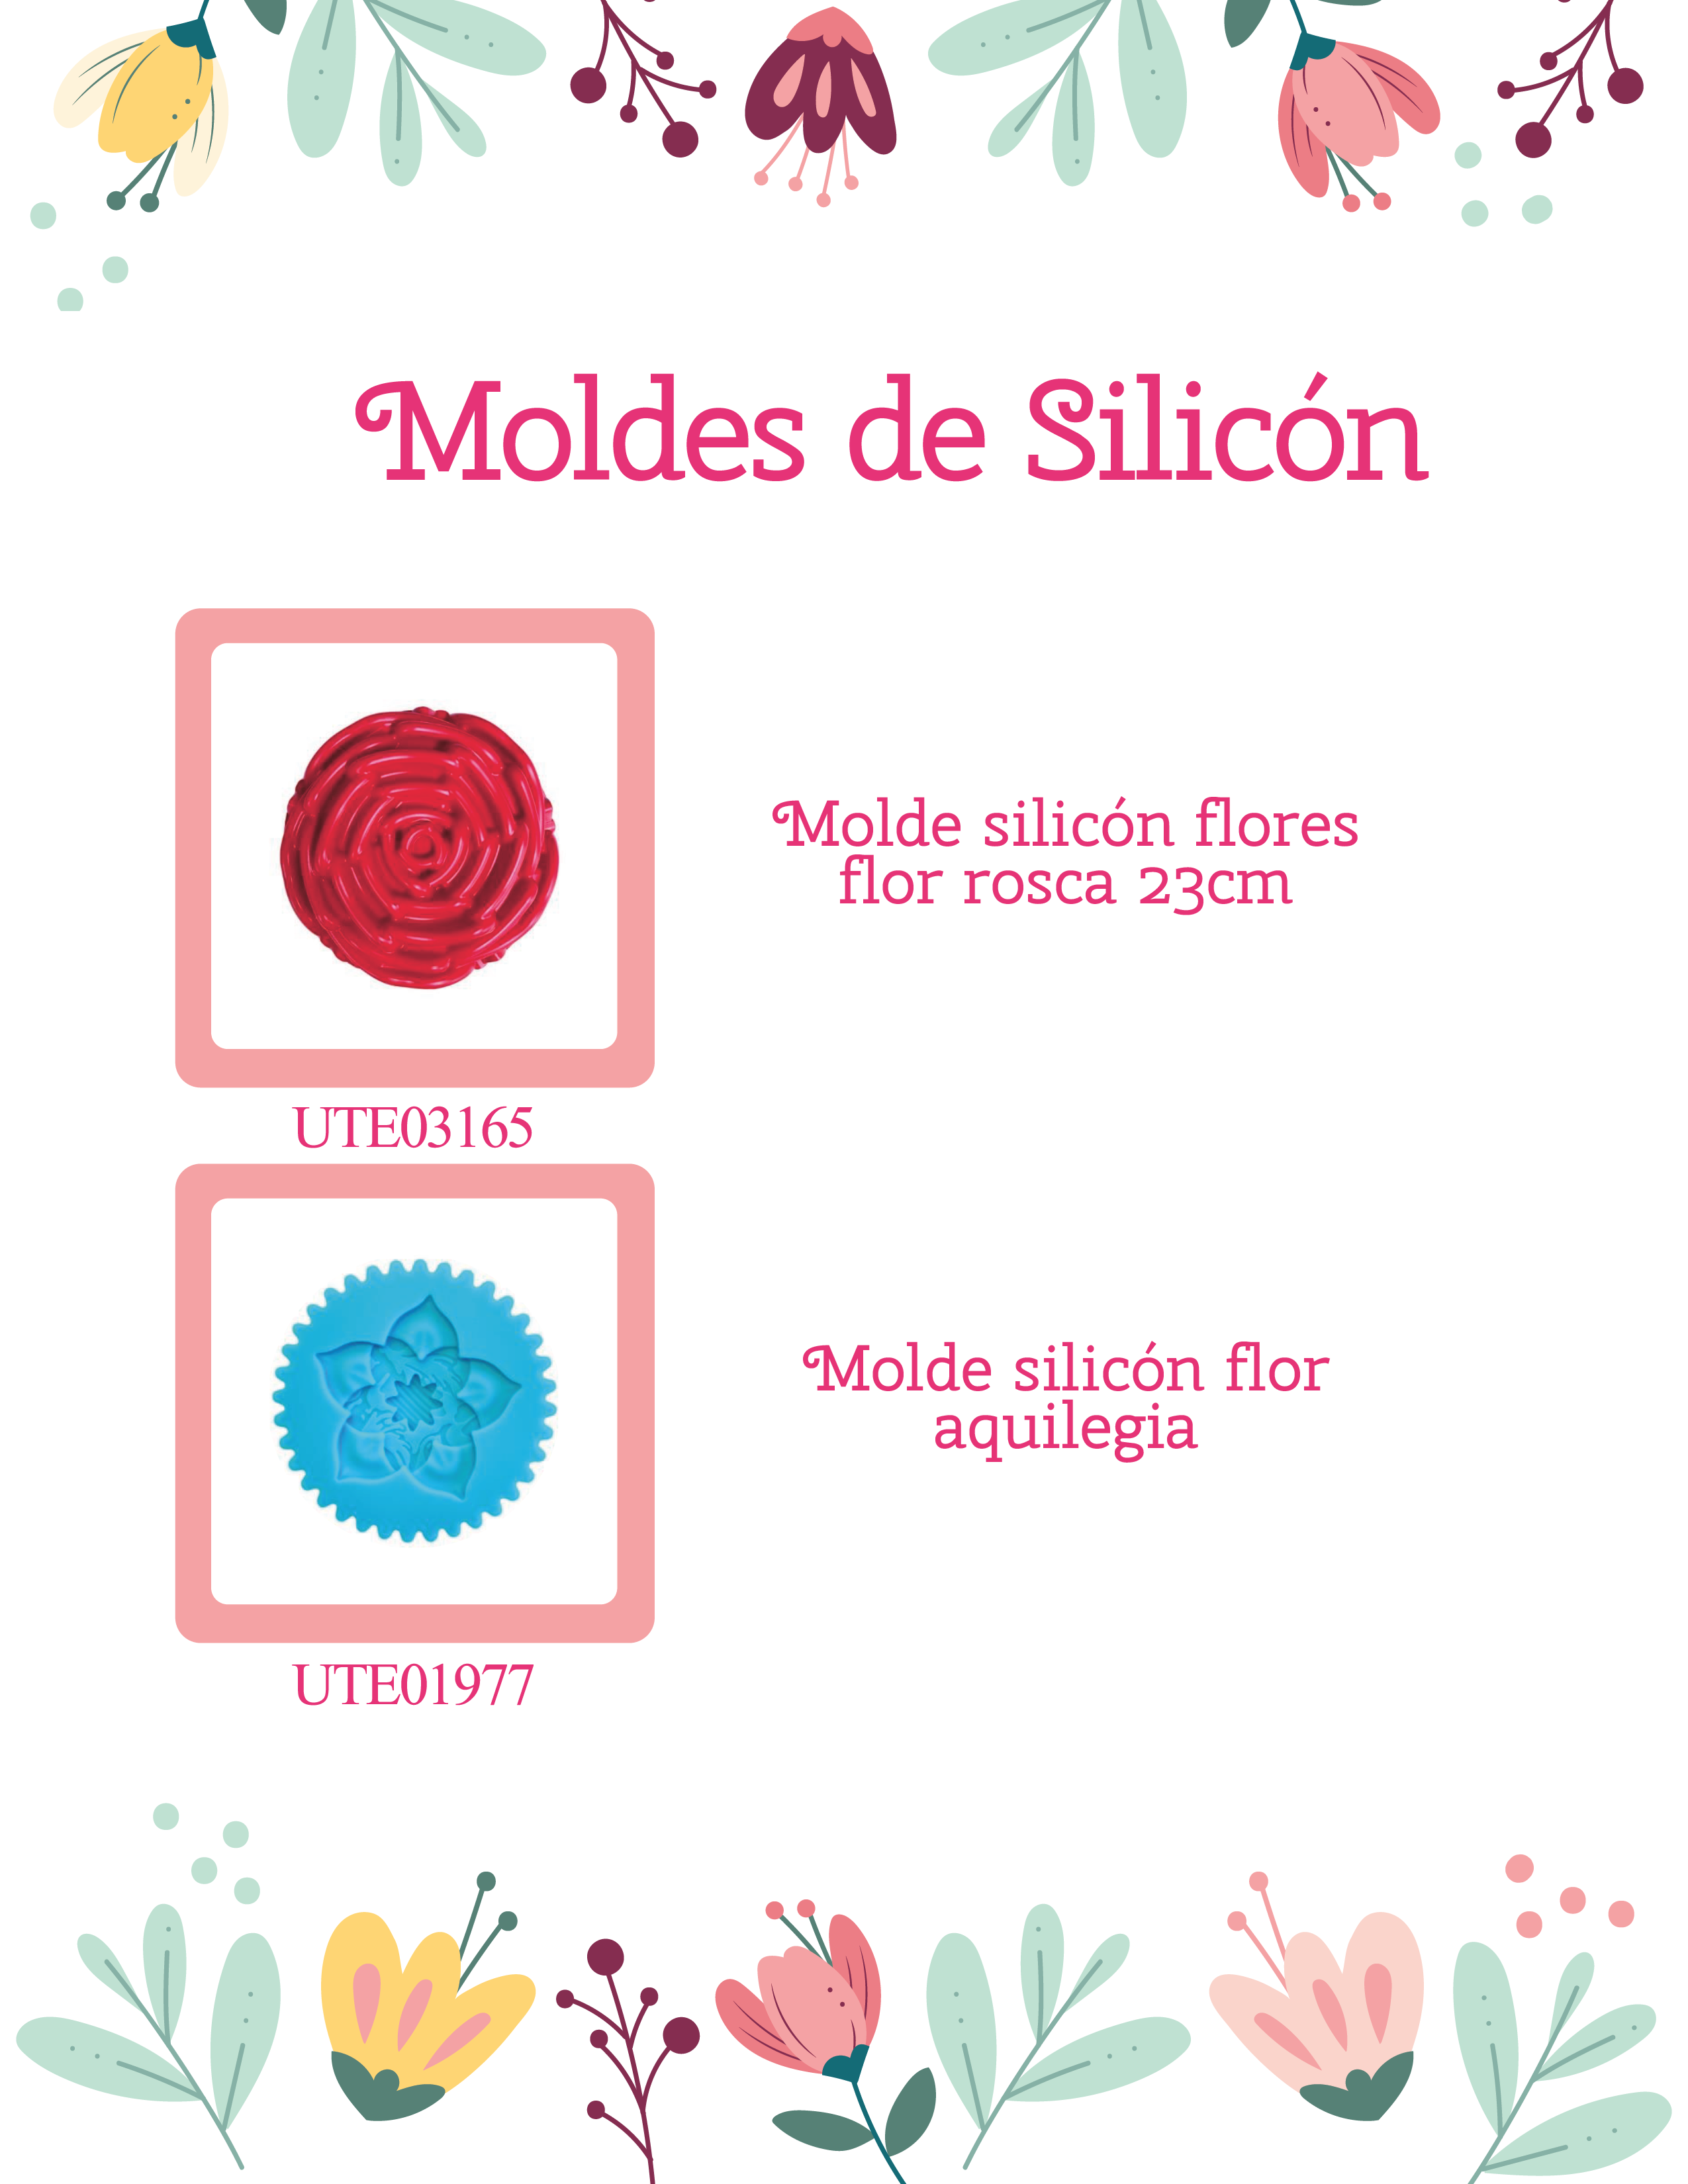 Moldes de Silicón
Molde silicón flores
flor rosca 23cm
UTE03165
Molde silicón flor
aquilegia
UTE01977